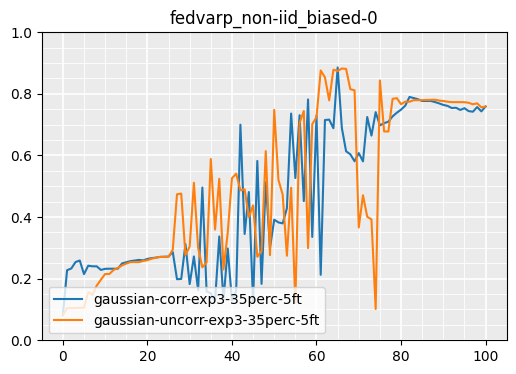 fedvarp_non-iid_biased-0
1.0
0.8
0.6
0.4
0.2
0.0
gaussian-corr-exp3-35perc-5ft
gaussian-uncorr-exp3-35perc-5ft
0 20 40 60 80 100